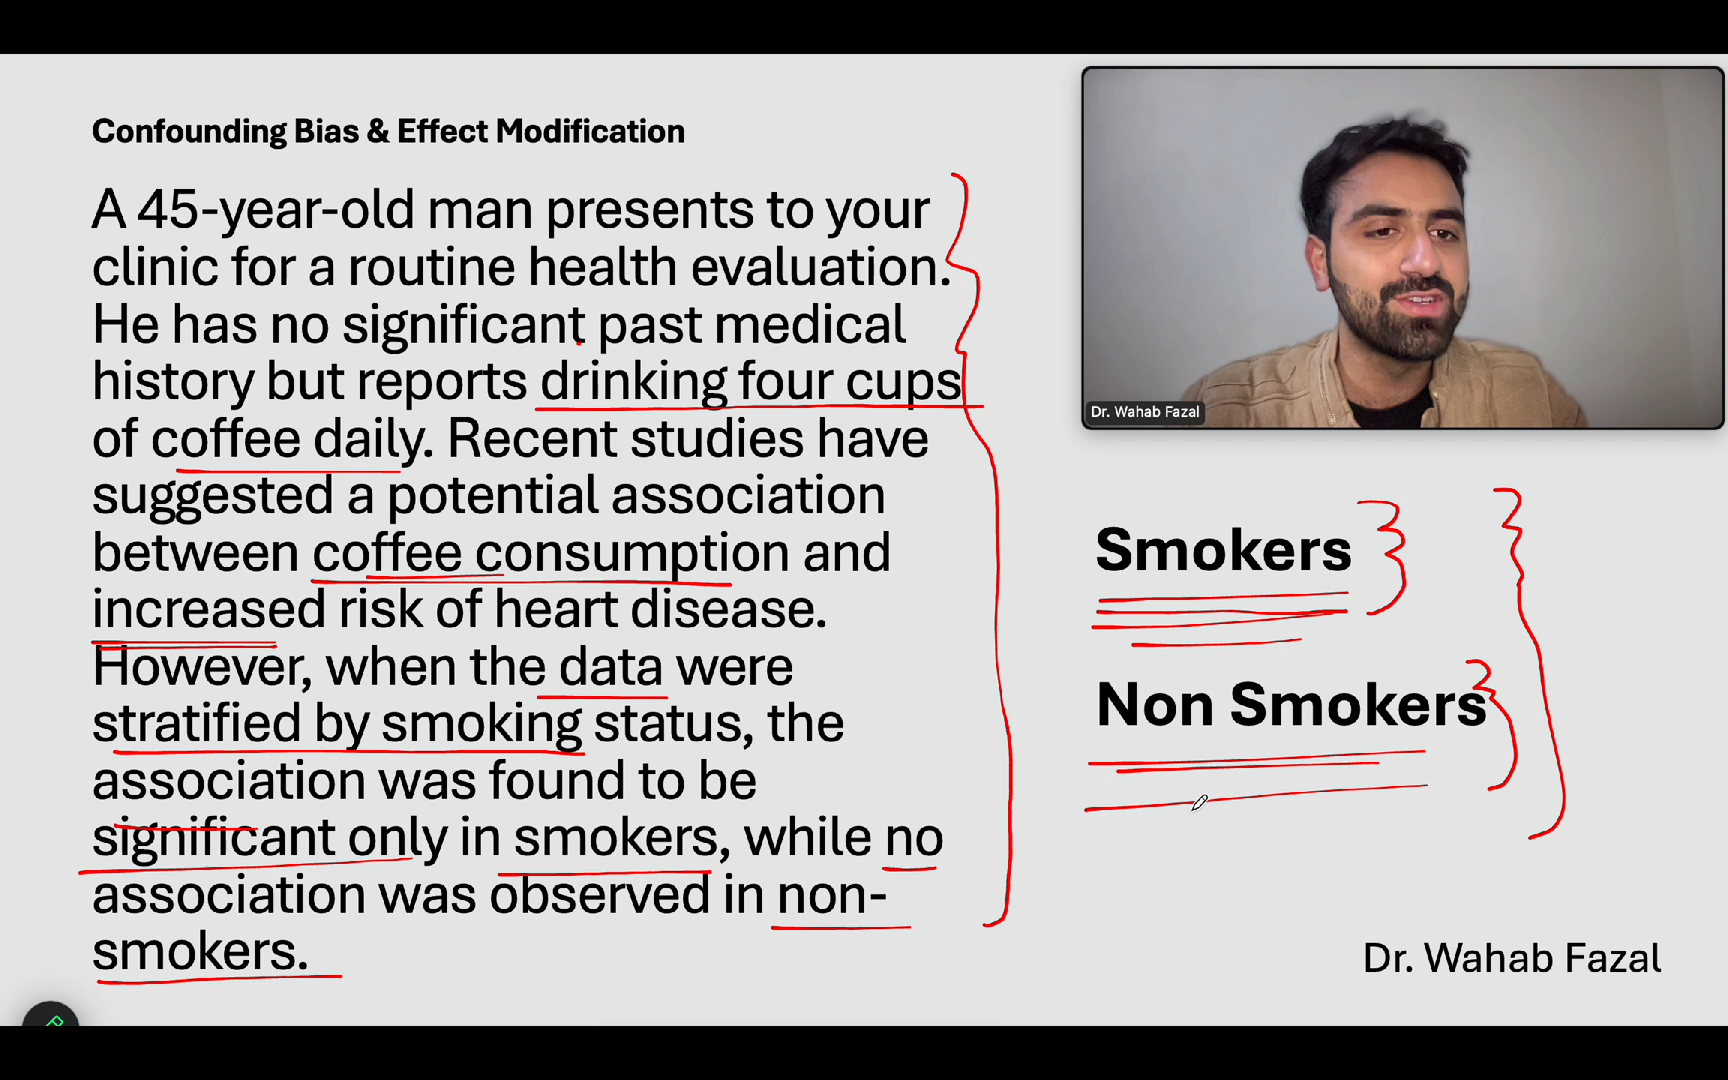 Confounding Bias & Effect Modification
A 45-year-old man presents to your
clinic for a routine health evaluation.
He has no significant past medical
history but reports drinking four cups
of coffee daily. Recent studies have
suggested a potential association
between coffee consumption and
increased risk of heart disease.
However, when the data were
stratified by smoking status, the
association was found to be
significant only in smokers, while no
association was observed in non-
smokers.
Dr. Wahab Fazal
Smokers
Non Smokers
Dr. Wahab Fazal